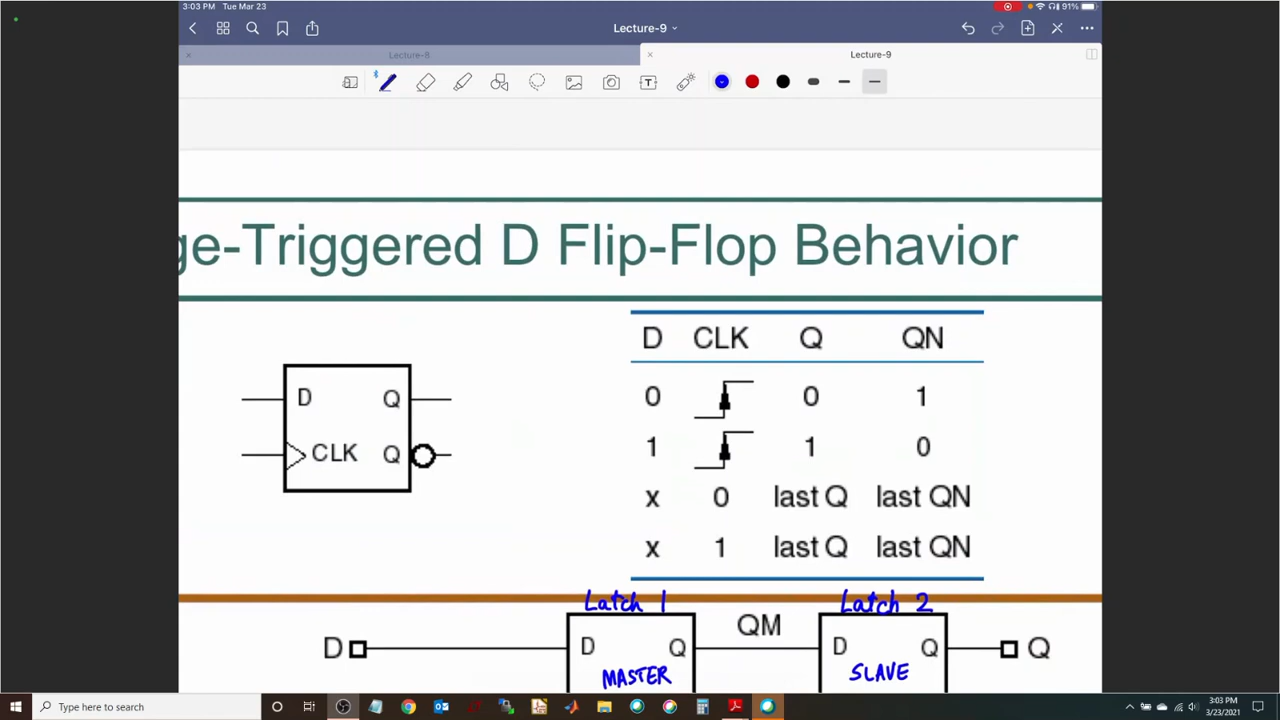 3:03 PM Tue Mar 23
91%
Lecture-9
Lecture-8
Lecture-9
T
ge-Triggered D Flip-Flop Behavior
D CLK Q QN
0 0 1
1 1 0
x 0 last Q last QN
x 1 last Q last QN
D Q
CLK Q
Latch 1
Latch 2
D
D Q
QM
D Q
Q
MASTER
SLAVE
Type here to search
3:03 PM
3/23/2021